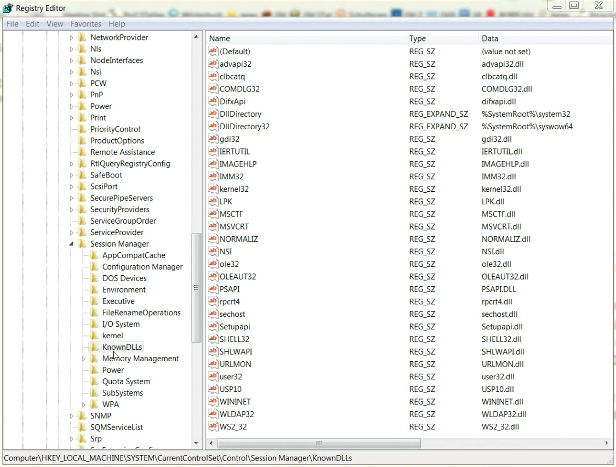 Registry Editor
File Edit View Favorites Help
NetworkProvider
Nls
NodeInterfaces
Nsi
PCW
PnP
Power
Print
PriorityControl
ProductOptions
Remote Assistance
RtlQueryRegistryConfig
SafeBoot
ScsiPort
SecurePipeServers
SecurityProviders
ServiceGroupOrder
ServiceProvider
Session Manager
AppCompatCache
Configuration Manager
DOS Devices
Environment
Executive
FileRenameOperations
I/O System
kernel
KnownDLLs
Memory Management
Power
Quota System
SubSystems
WPA
SNMP
SQMServiceList
Srp
Name Type Data
(Default) REG_SZ (value not set)
advapi32 REG_SZ advapi32.dll
clbcatq REG_SZ clbcatq.dll
COMDLG32 REG_SZ COMDLG32.dll
DifxApi REG_SZ difxapi.dll
DllDirectory REG_EXPAND_SZ %SystemRoot%\system32
DllDirectory32 REG_EXPAND_SZ %SystemRoot%\syswow64
gdi32 REG_SZ gdi32.dll
IERTUTIL REG_SZ IERTUTIL.dll
IMAGEHLP REG_SZ IMAGEHLP.dll
IMM32 REG_SZ IMM32.dll
kernel32 REG_SZ kernel32.dll
LPK REG_SZ LPK.dll
MSCTF REG_SZ MSCTF.dll
MSVCRT REG_SZ MSVCRT.dll
NORMALIZ REG_SZ NORMALIZ.dll
NSI REG_SZ NSI.dll
ole32 REG_SZ ole32.dll
OLEAUT32 REG_SZ OLEAUT32.dll
PSAPI REG_SZ PSAPI.DLL
rpcrt4 REG_SZ rpcrt4.dll
sechost REG_SZ sechost.dll
Setupapi REG_SZ Setupapi.dll
SHELL32 REG_SZ SHELL32.dll
SHLWAPI REG_SZ SHLWAPI.dll
URLMON REG_SZ URLMON.dll
user32 REG_SZ user32.dll
USP10 REG_SZ USP10.dll
WININET REG_SZ WININET.dll
WLDAP32 REG_SZ WLDAP32.dll
WS2_32 REG_SZ WS2_32.dll
Computer\HKEY_LOCAL_MACHINE\SYSTEM\CurrentControlSet\Control\Session Manager\KnownDLLs